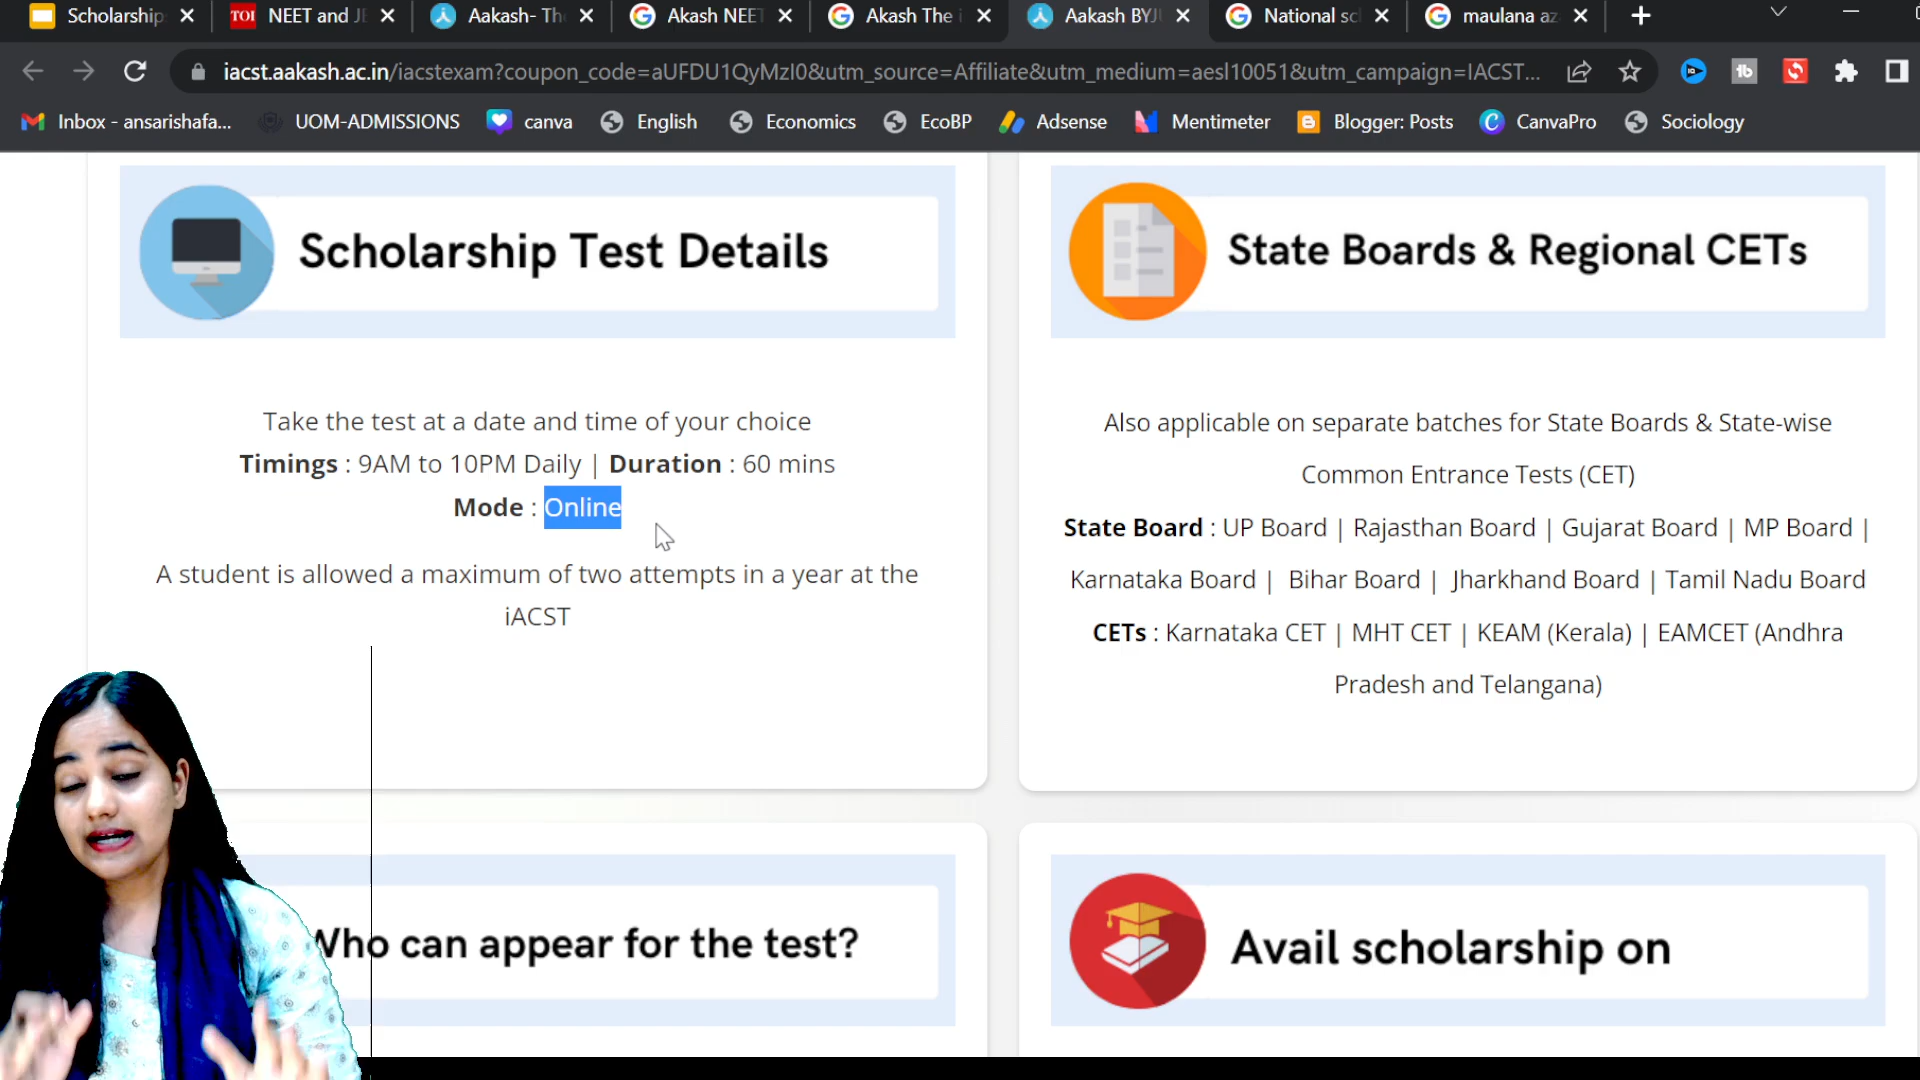 Scholarship
NEET and JE
Aakash- Th
Akash NEET
Akash The i
Aakash BYJU
National sc
maulana az
iacst.aakash.ac.in/iacstexam?coupon_code=aUFDU1QyMzI0&utm_source=Affiliate&utm_medium=aesl10051&utm_campaign=IACST...
Inbox - ansarishafa...
UOM-ADMISSIONS
canva
English
Economics
EcoBP
Adsense
Mentimeter
Blogger: Posts
CanvaPro
Sociology
Scholarship Test Details
Take the test at a date and time of your choice
Timings : 9AM to 10PM Daily | Duration : 60 mins
Mode : Online
A student is allowed a maximum of two attempts in a year at the
iACST
State Boards & Regional CETs
Also applicable on separate batches for State Boards & State-wise
Common Entrance Tests (CET)
State Board : UP Board | Rajasthan Board | Gujarat Board | MP Board |
Karnataka Board | Bihar Board | Jharkhand Board | Tamil Nadu Board
CETs : Karnataka CET | MHT CET | KEAM (Kerala) | EAMCET (Andhra
Pradesh and Telangana)
Who can appear for the test?
Avail scholarship on